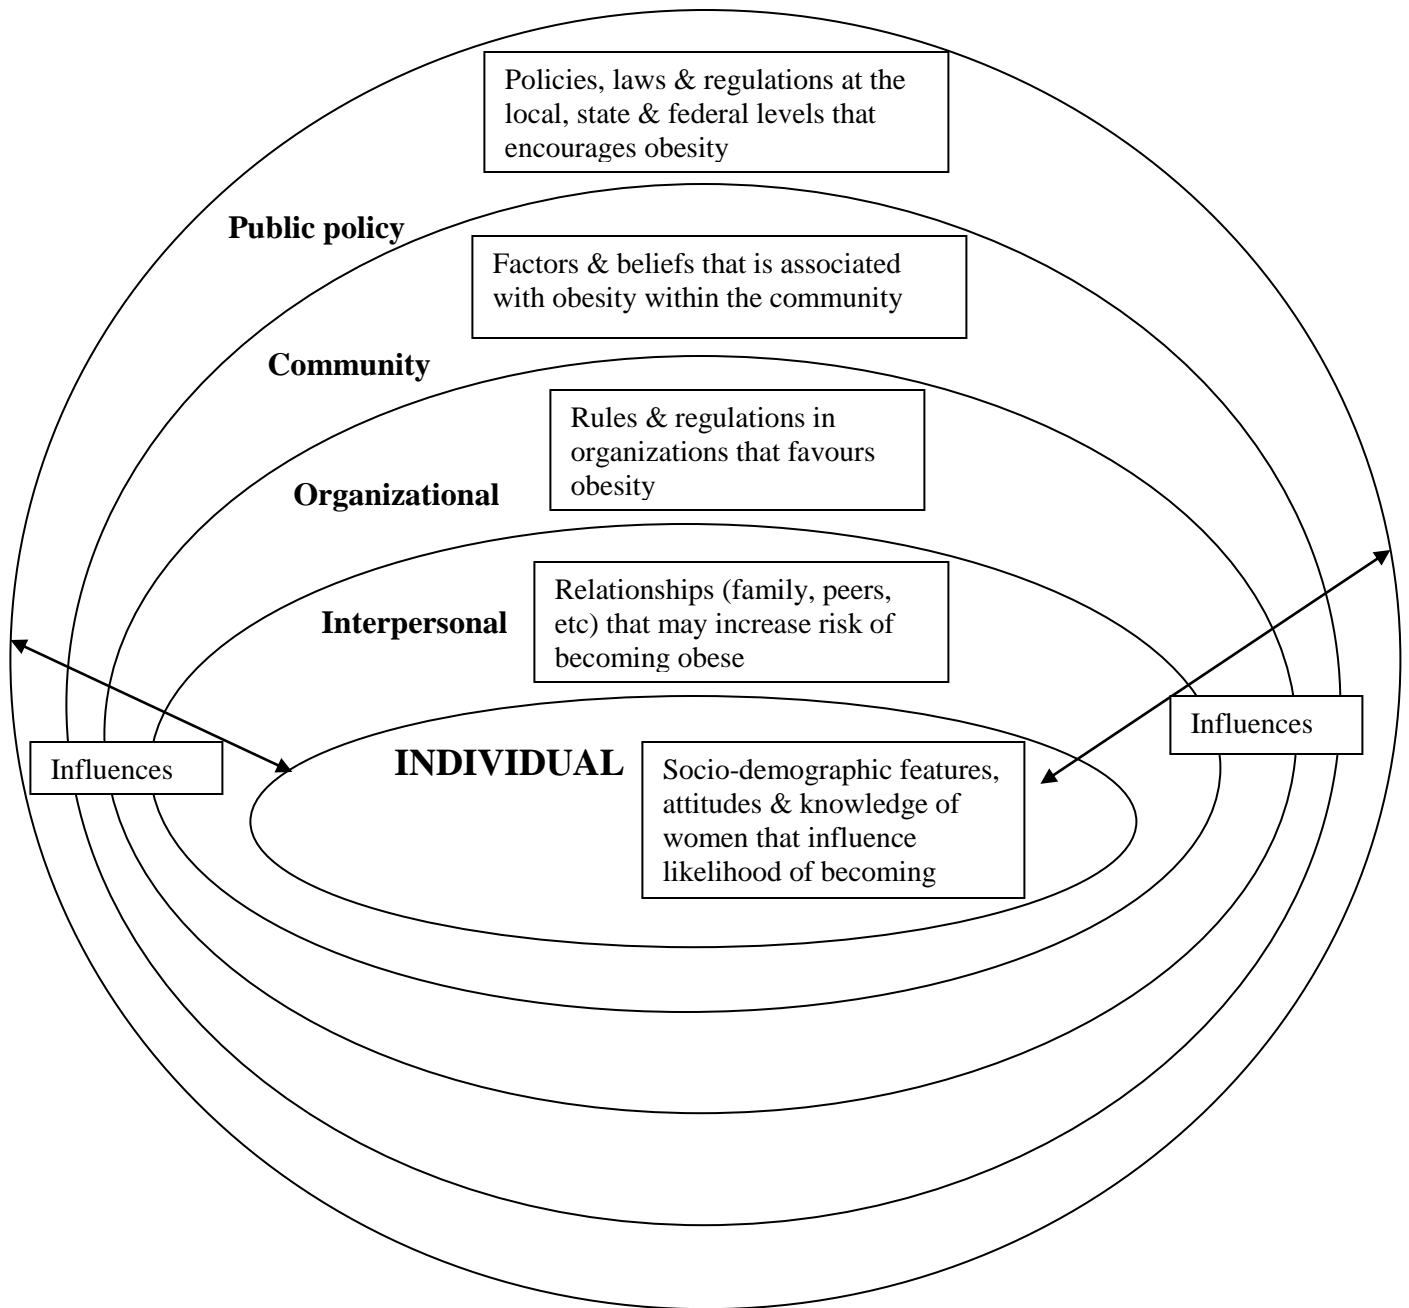 Policies, laws & regulations at the
local, state & federal levels that
encourages obesity
Public policy
Factors & beliefs that is associated
with obesity within the community
Community
Rules & regulations in
organizations that favours
obesity
Organizational
Relationships (family, peers,
etc) that may increase risk of
becoming obese
Interpersonal
Influences
INDIVIDUAL
Socio-demographic features,
attitudes & knowledge of
women that influence
likelihood of becoming
Influences